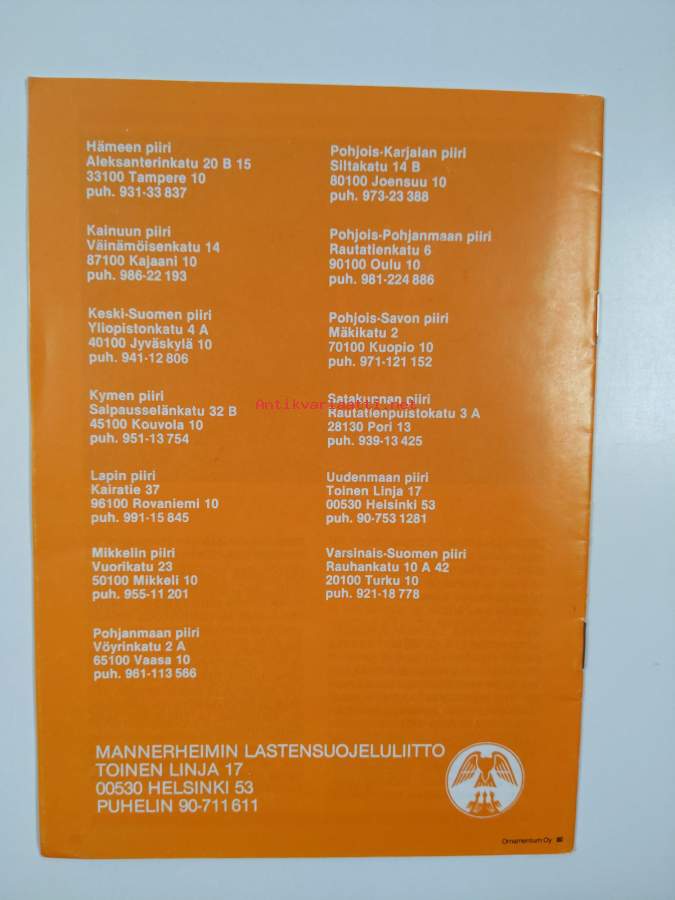 Hämeen piiri
Aleksanterinkatu 20 B 15
33100 Tampere 10
puh. 931-33 837
Kainuun piiri
Väinämöisenkatu 14
87100 Kajaani 10
puh. 986-22 193
Keski-Suomen piiri
Yliopistonkatu 4 A
40100 Jyväskylä 10
puh. 941-12 806
Kymen piiri
Salpausselänkatu 32 B
45100 Kouvola 10
puh. 951-13 754
Lapin piiri
Kairatie 37
96100 Rovaniemi 10
puh. 991-15 845
Mikkelin piiri
Vuorikatu 23
50100 Mikkeli 10
puh. 955-11 201
Pohjanmaan piiri
Vöyrinkatu 2 A
65100 Vaasa 10
puh. 961-113 566
Pohjois-Karjalan piiri
Siltakatu 14 B
80100 Joensuu 10
puh. 973-23 388
Pohjois-Pohjanmaan piiri
Rautatienkatu 6
90100 Oulu 10
puh. 981-224 886
Pohjois-Savon piiri
Mäkikatu 2
70100 Kuopio 10
puh. 971-121 152
Satakunnan piiri
Rautatienpuistokatu 3 A
28130 Pori 13
puh. 939-13 425
Uudenmaan piiri
Toinen Linja 17
00530 Helsinki 53
puh. 90-753 1281
Varsinais-Suomen piiri
Rauhankatu 10 A 42
20100 Turku 10
puh. 921-18 778
Antikvariaatti.net
MANNERHEIMIN LASTENSUOJELULIITTO
TOINEN LINJA 17
00530 HELSINKI 53
PUHELIN 90-711 611
Ornamentum Oy